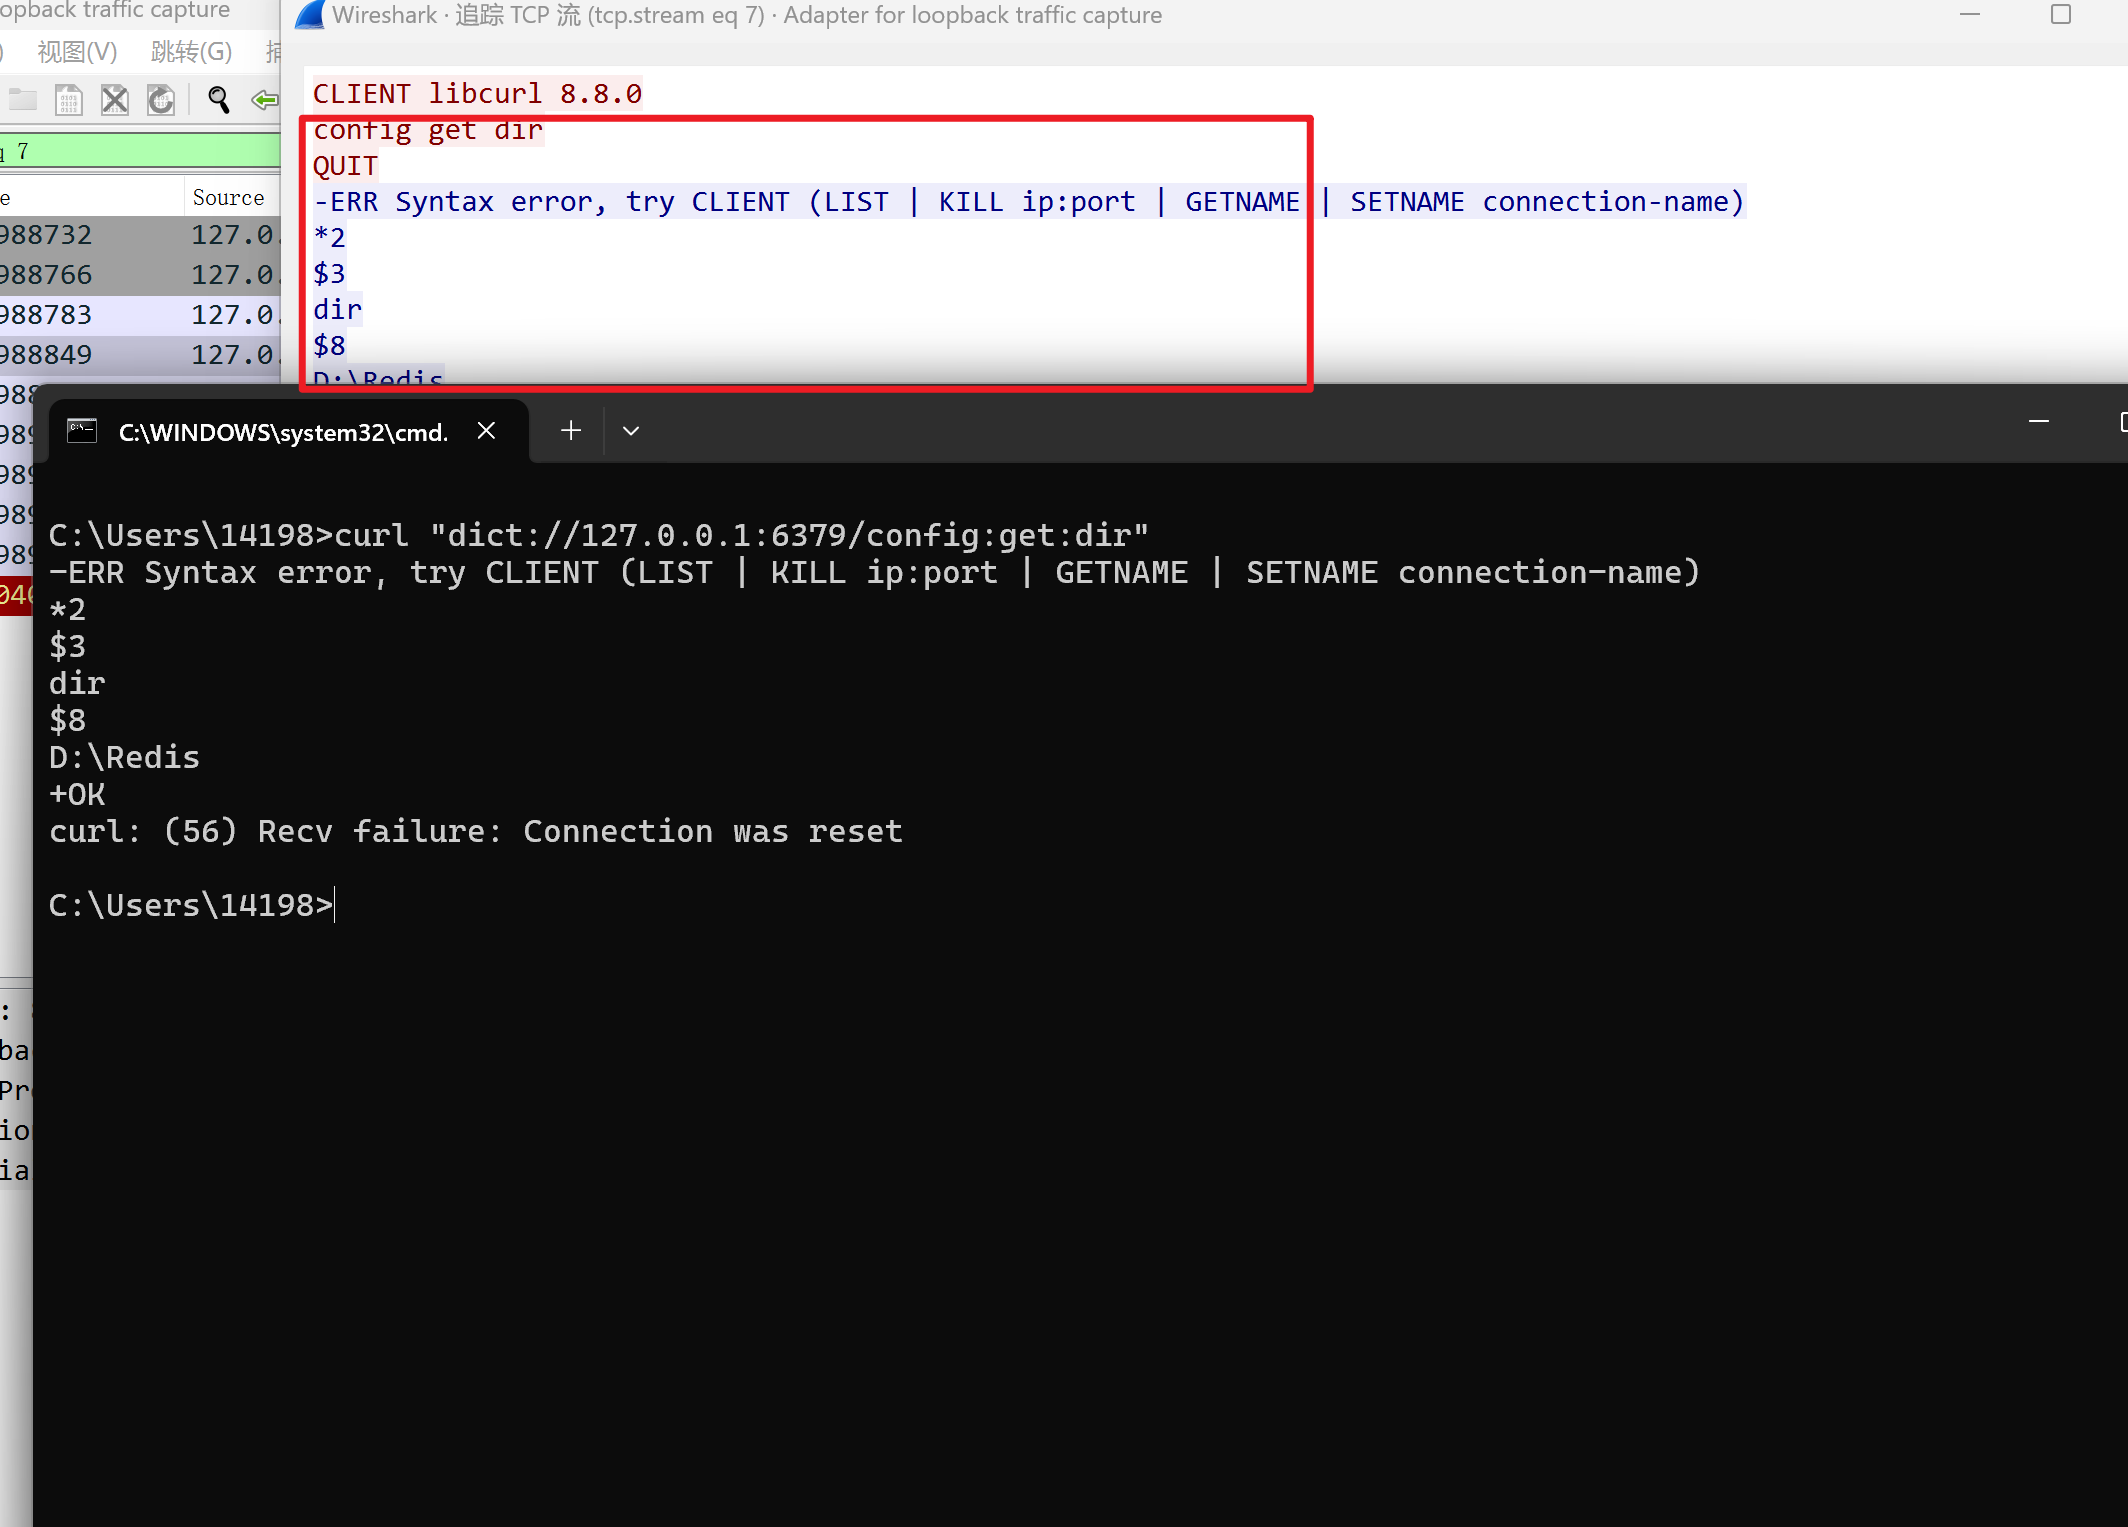 opback traffic capture
视图(V) 跳转(G)
7
Source
988732 127.0.
988766 127.0.
988783 127.0.
988849 127.0.
Wireshark · 追踪 TCP 流 (tcp.stream eq 7) · Adapter for loopback traffic capture
CLIENT libcurl 8.8.0
config get dir
QUIT
-ERR Syntax error, try CLIENT (LIST | KILL ip:port | GETNAME | SETNAME connection-name)
*2
$3
dir
$8
D:\Redis
C:\WINDOWS\system32\cmd.
C:\Users\14198>curl "dict://127.0.0.1:6379/config:get:dir"
-ERR Syntax error, try CLIENT (LIST | KILL ip:port | GETNAME | SETNAME connection-name)
*2
$3
dir
$8
D:\Redis
+OK
curl: (56) Recv failure: Connection was reset
C:\Users\14198>